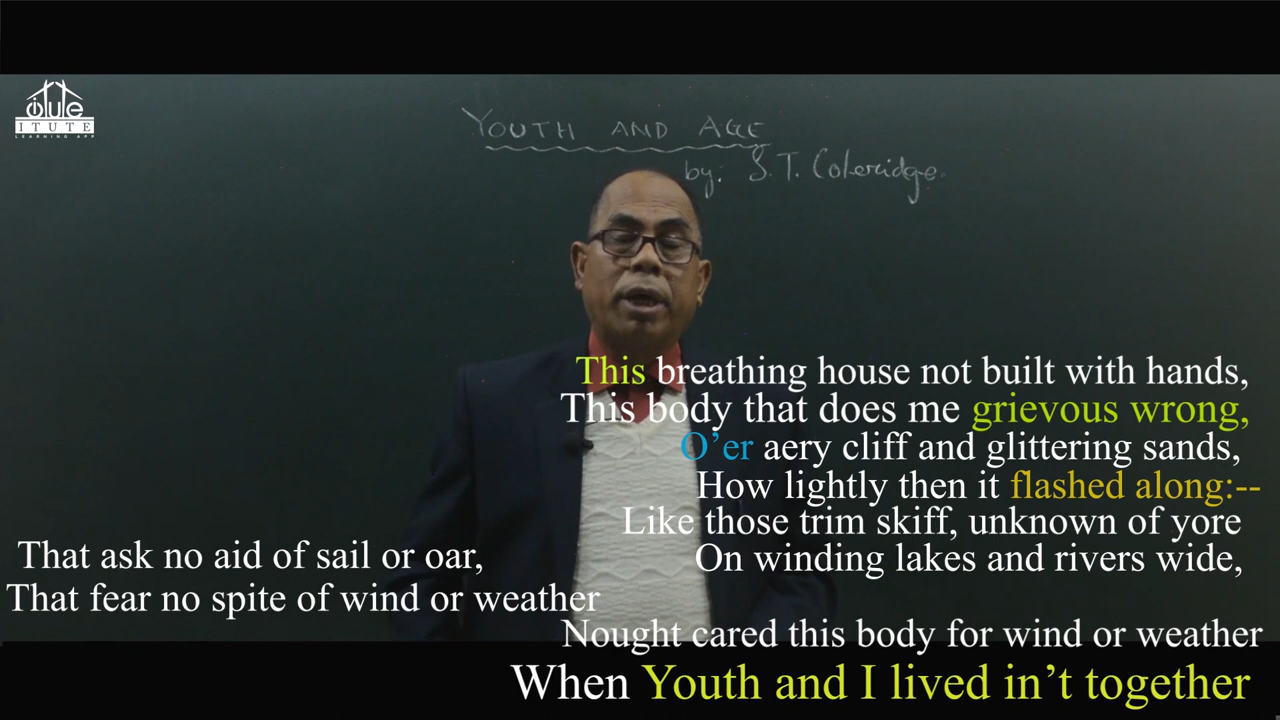 itute
ITUTE
LEARNING APP
YOUTH AND AGE
by: S.T. Coleridge.
This breathing house not built with hands,
This body that does me grievous wrong,
O’er aery cliff and glittering sands,
How lightly then it flashed along:--
Like those trim skiff, unknown of yore
On winding lakes and rivers wide,
That ask no aid of sail or oar,
That fear no spite of wind or weather
Nought cared this body for wind or weather
When Youth and I lived in’t together